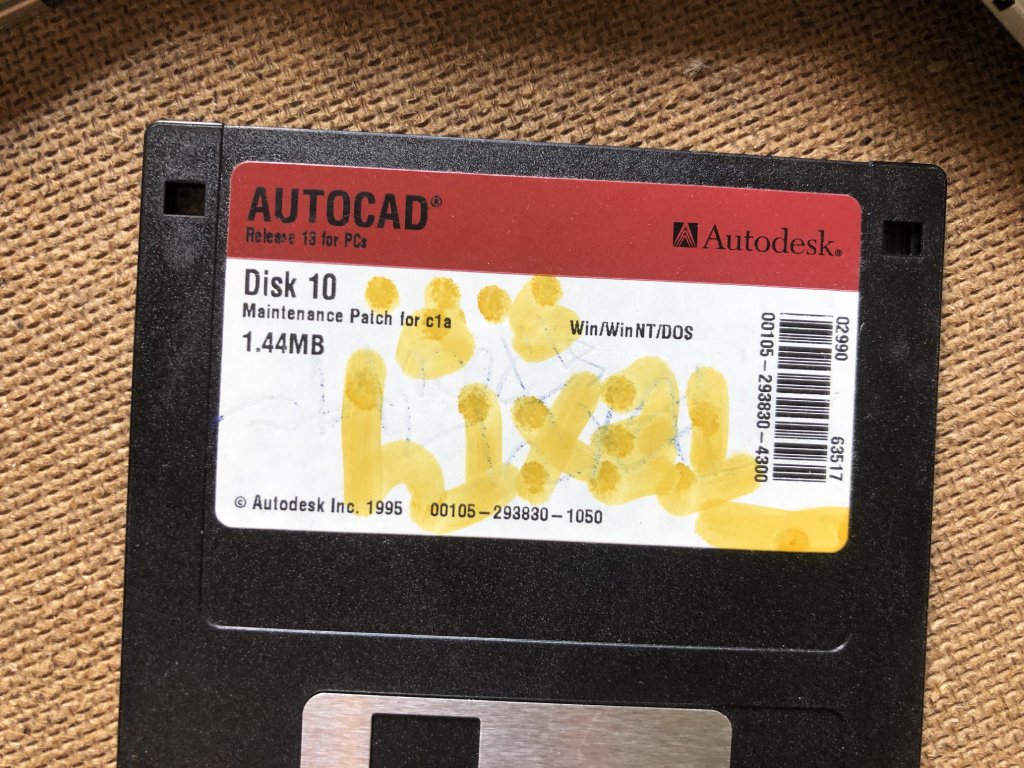 AUTOCAD®
Release 13 for PCs
Autodesk®
Disk 10
Maintenance Patch for c1a
1.44MB
Win/WinNT/DOS
02990 63517
00105-293830-4300
© Autodesk Inc. 1995 00105-293830-1050